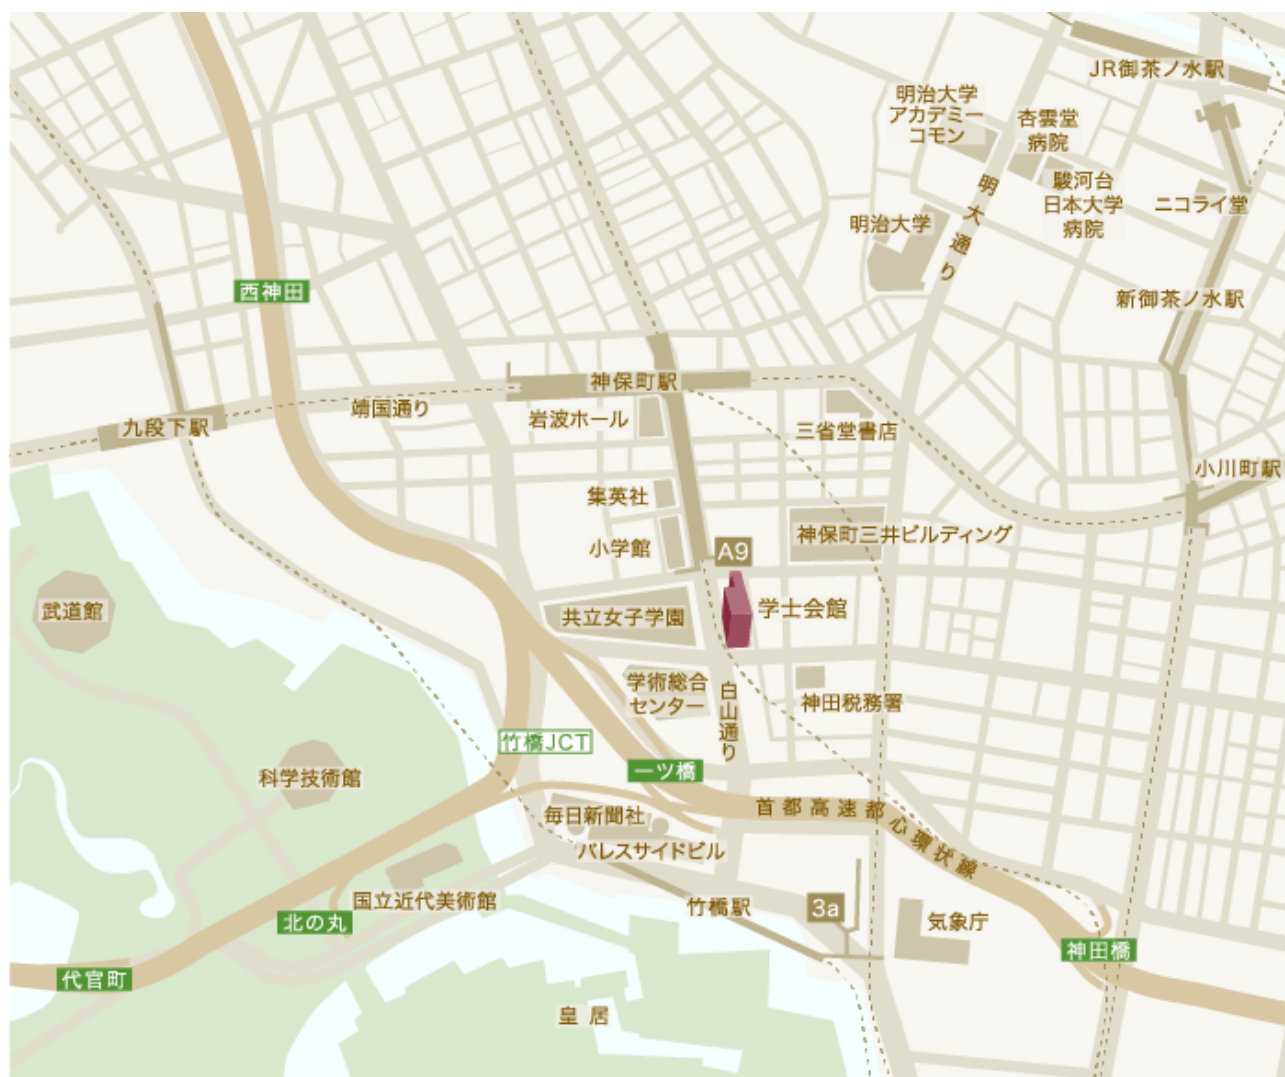 JR御茶ノ水駅
明治大学
アカデミー
コモン
杏雲堂
病院
駿河台
日本大学
病院
明大通り
ニコライ堂
明治大学
西神田
新御茶ノ水駅
神保町駅
靖国通り
岩波ホール
九段下駅
三省堂書店
小川町駅
集英社
神保町三井ビルディング
小学館
A9
武道館
共立女子学園
学士会館
学術総合
センター
白山通り
神田税務署
竹橋JCT
一ツ橋
科学技術館
毎日新聞社
首都高速都心環状線
パレスサイドビル
国立近代美術館
竹橋駅
3a
北の丸
気象庁
神田橋
代官町
皇居